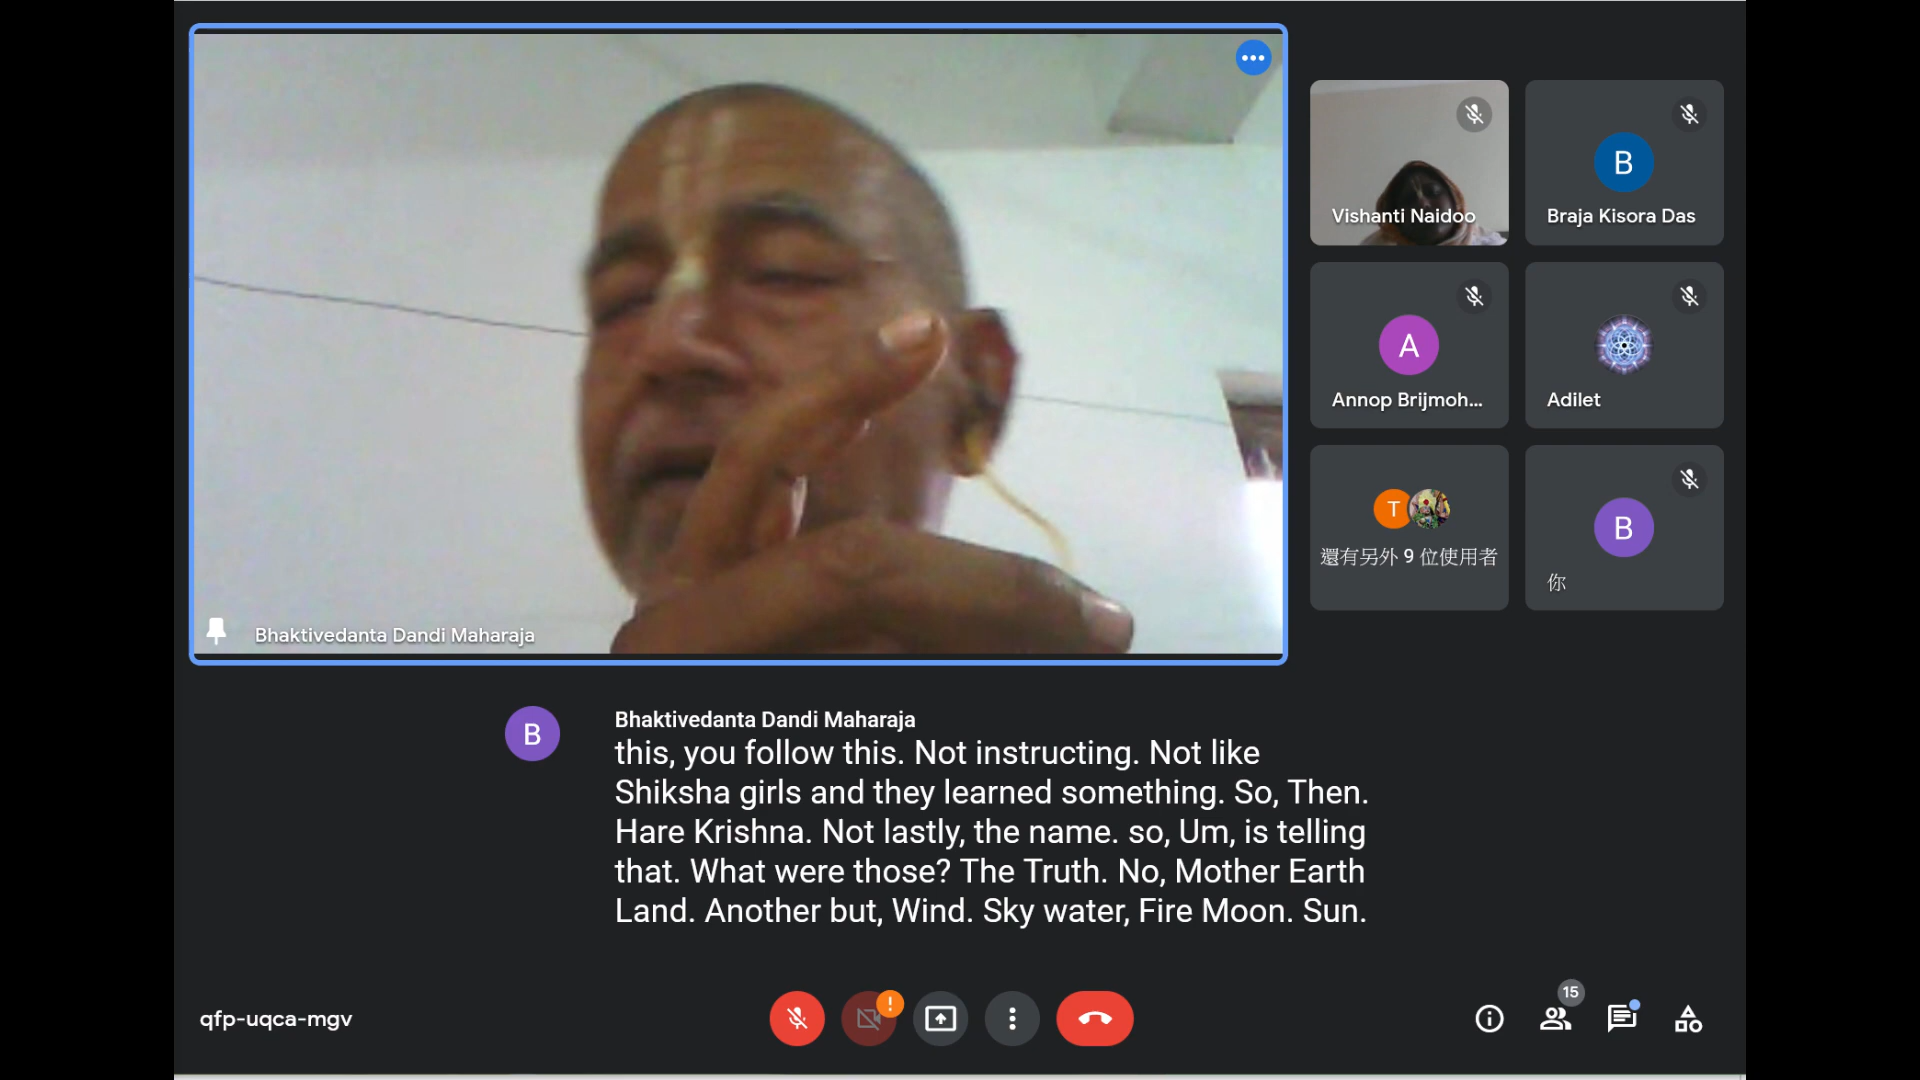 Bhaktivedanta Dandi Maharaja
Vishanti Naidoo
B
Braja Kisora Das
A
Annop Brijmoh...
Adilet
T
還有另外 9 位使用者
B
你
B
Bhaktivedanta Dandi Maharaja
this, you follow this. Not instructing. Not like
Shiksha girls and they learned something. So, Then.
Hare Krishna. Not lastly, the name. so, Um, is telling
that. What were those? The Truth. No, Mother Earth
Land. Another but, Wind. Sky water, Fire Moon. Sun.
qfp-uqca-mgv
!
15